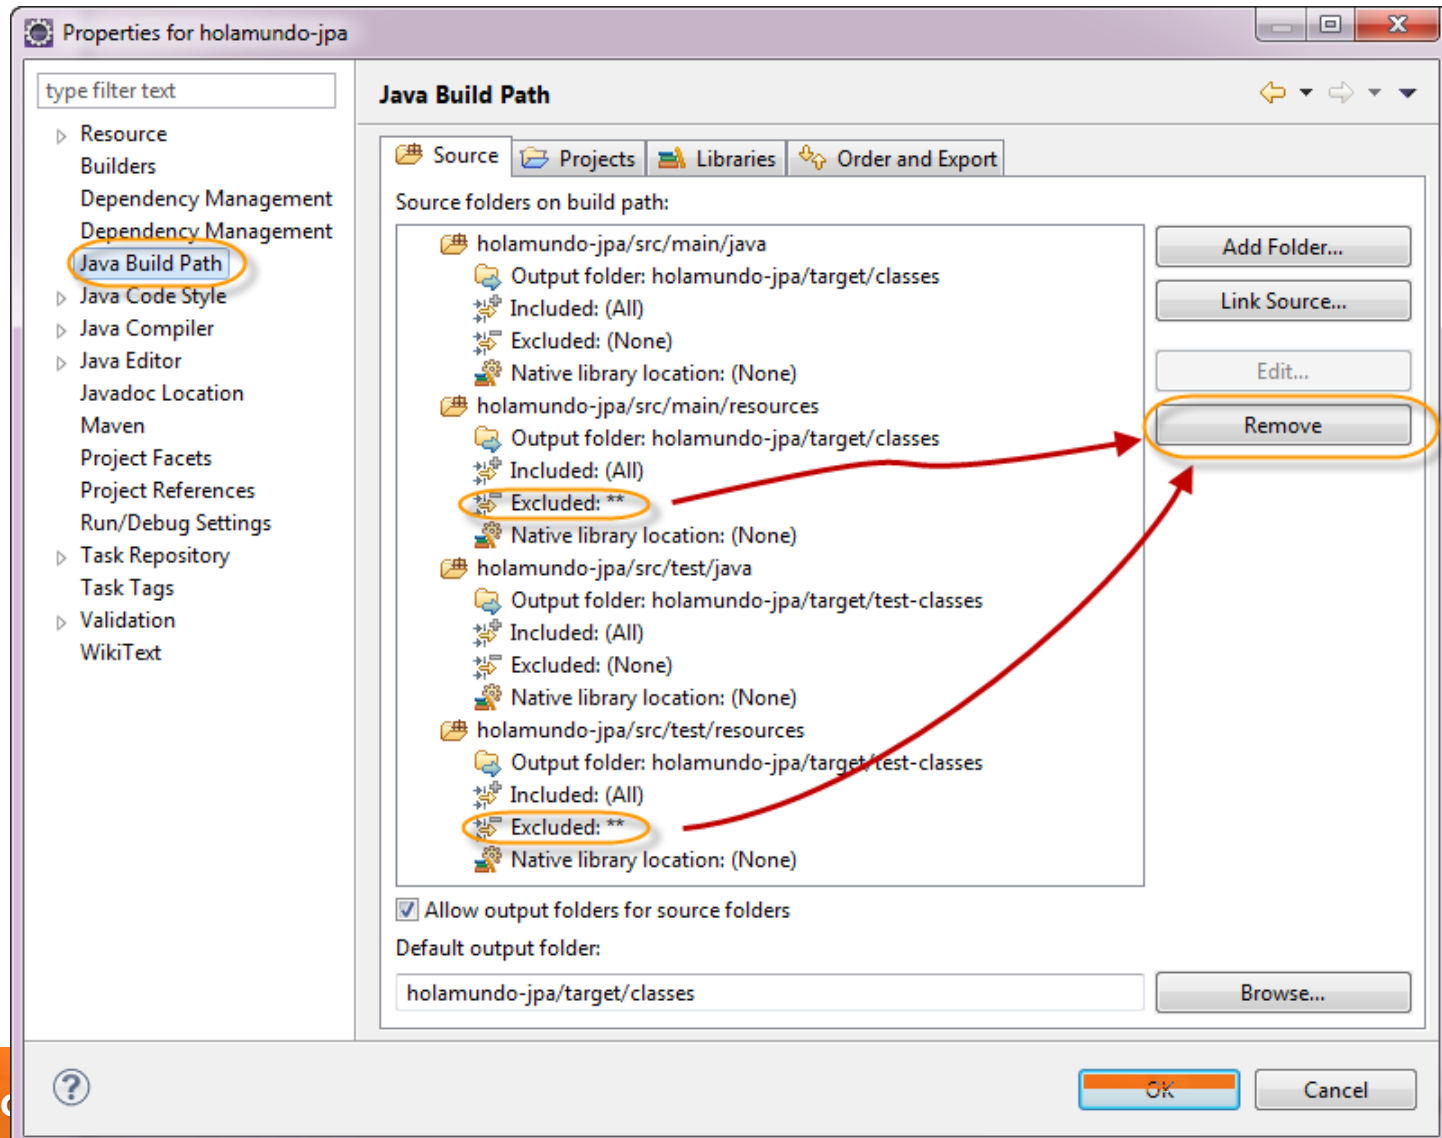 Properties for holamundo-jpa
type filter text
Resource
Builders
Dependency Management
Dependency Management
Java Build Path
Java Code Style
Java Compiler
Java Editor
Javadoc Location
Maven
Project Facets
Project References
Run/Debug Settings
Task Repository
Task Tags
Validation
WikiText
Java Build Path
Source Projects Libraries Order and Export
Source folders on build path:
holamundo-jpa/src/main/java
Output folder: holamundo-jpa/target/classes
Included: (All)
Excluded: (None)
Native library location: (None)
holamundo-jpa/src/main/resources
Output folder: holamundo-jpa/target/classes
Included: (All)
Excluded: **
Native library location: (None)
holamundo-jpa/src/test/java
Output folder: holamundo-jpa/target/test-classes
Included: (All)
Excluded: (None)
Native library location: (None)
holamundo-jpa/src/test/resources
Output folder: holamundo-jpa/target/test-classes
Included: (All)
Excluded: **
Native library location: (None)
Add Folder...
Link Source...
Edit...
Remove
Allow output folders for source folders
Default output folder:
holamundo-jpa/target/classes
Browse...
OK
Cancel